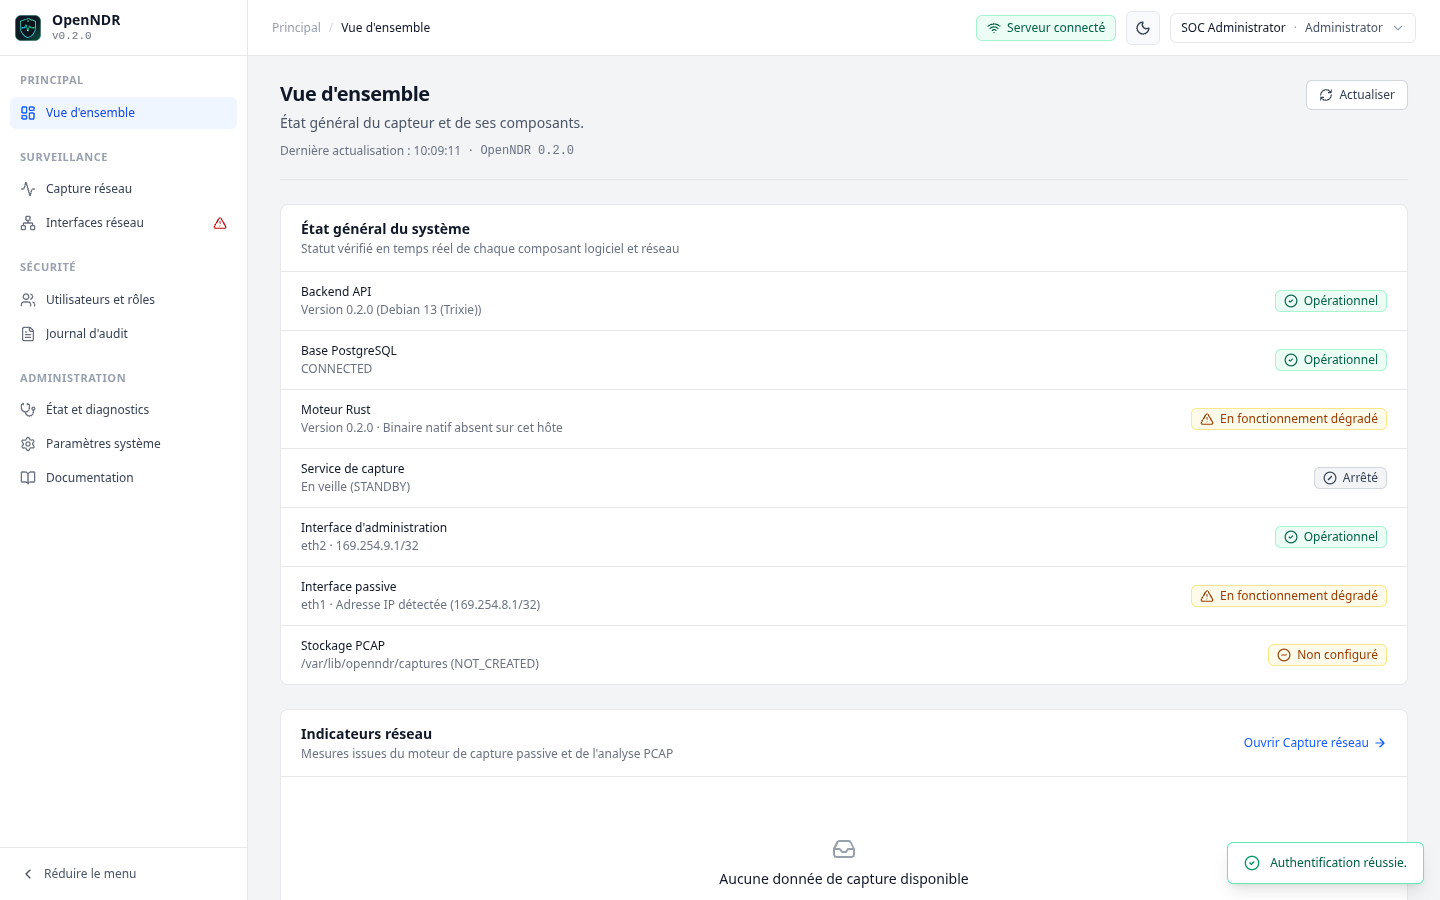 OpenNDR
v0.2.0
Principal / Vue d'ensemble
Serveur connecté
SOC Administrator · Administrator
PRINCIPAL
Vue d'ensemble
SURVEILLANCE
Capture réseau
Interfaces réseau
SÉCURITÉ
Utilisateurs et rôles
Journal d'audit
ADMINISTRATION
État et diagnostics
Paramètres système
Documentation
Réduire le menu
Vue d'ensemble
Actualiser
État général du capteur et de ses composants.
Dernière actualisation : 10:09:11 · OpenNDR 0.2.0
État général du système
Statut vérifié en temps réel de chaque composant logiciel et réseau
Backend API
Version 0.2.0 (Debian 13 (Trixie))
Opérationnel
Base PostgreSQL
CONNECTED
Opérationnel
Moteur Rust
Version 0.2.0 · Binaire natif absent sur cet hôte
En fonctionnement dégradé
Service de capture
En veille (STANDBY)
Arrêté
Interface d'administration
eth2 · 169.254.9.1/32
Opérationnel
Interface passive
eth1 · Adresse IP détectée (169.254.8.1/32)
En fonctionnement dégradé
Stockage PCAP
/var/lib/openndr/captures (NOT_CREATED)
Non configuré
Indicateurs réseau
Mesures issues du moteur de capture passive et de l'analyse PCAP
Ouvrir Capture réseau
Aucune donnée de capture disponible
Authentification réussie.